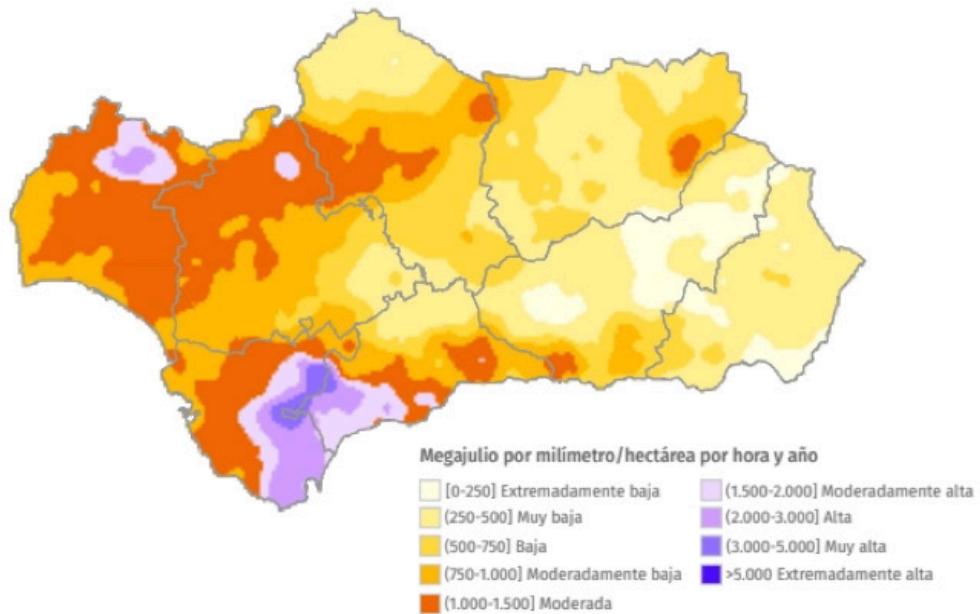 Megajulio por milímetro/hectárea por hora y año
[0-250] Extremadamente baja
(250-500] Muy baja
(500-750] Baja
(750-1.000] Moderadamente baja
(1.000-1.500] Moderada
(1.500-2.000] Moderadamente alta
(2.000-3.000] Alta
(3.000-5.000] Muy alta
>5.000 Extremadamente alta